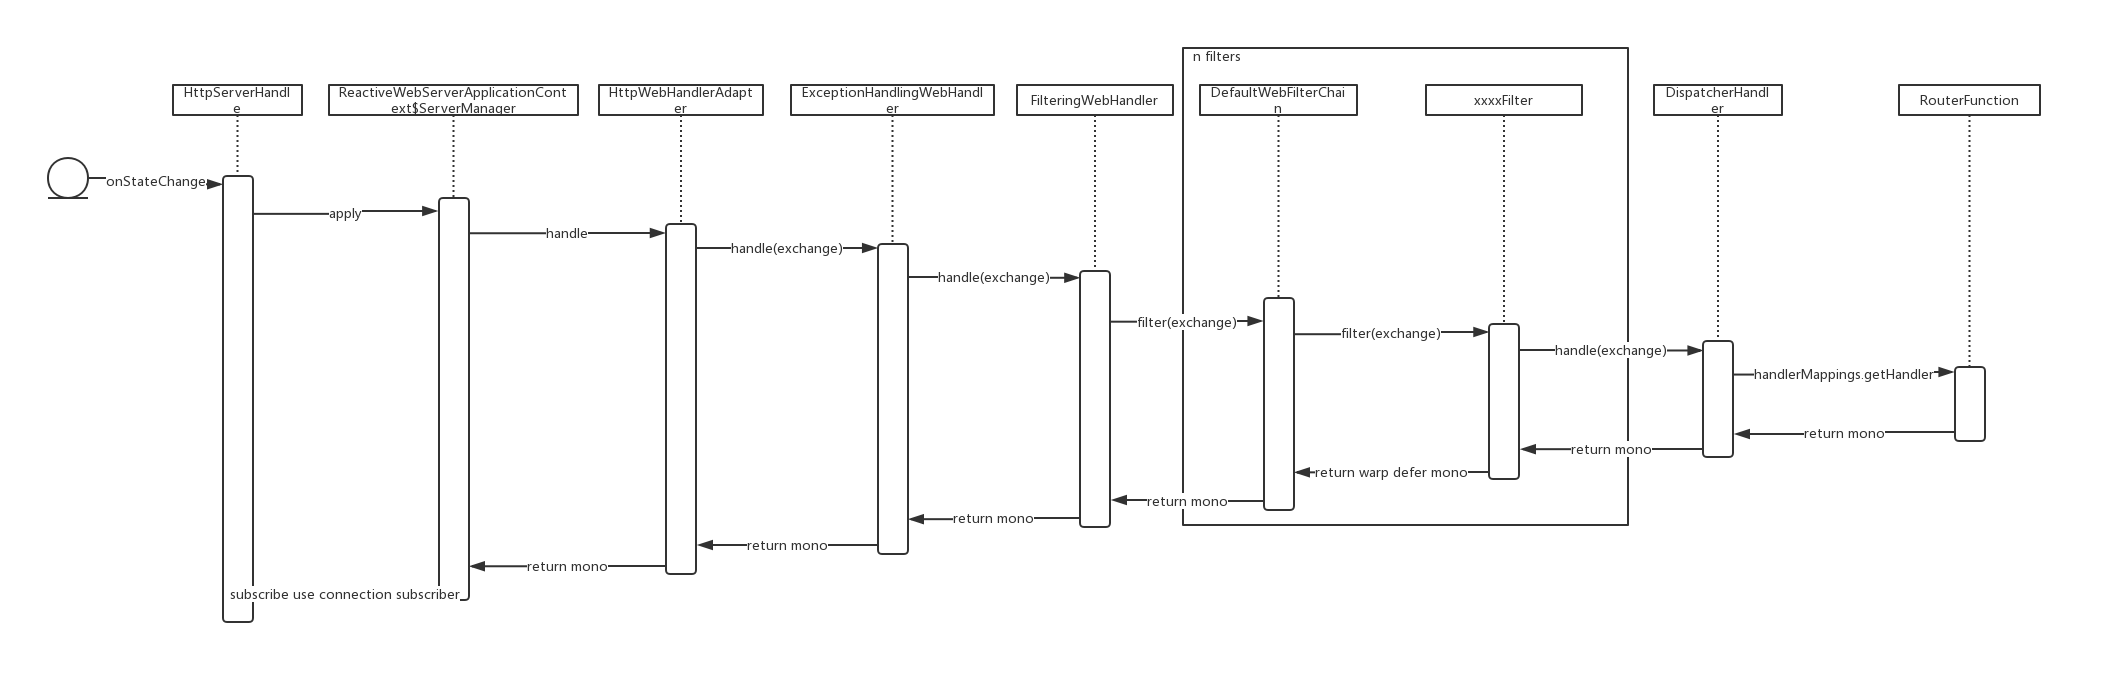 n filters
HttpServerHandl
e
ReactiveWebServerApplicationCont
ext$ServerManager
HttpWebHandlerAdapt
er
ExceptionHandlingWebHandl
er
FilteringWebHandler
DefaultWebFilterChai
n
xxxxFilter
DispatcherHandl
er
RouterFunction
onStateChange
apply
handle
handle(exchange)
handle(exchange)
filter(exchange)
filter(exchange)
handle(exchange)
handlerMappings.getHandler
return mono
return mono
return warp defer mono
return mono
return mono
return mono
return mono
subscribe use connection subscriber